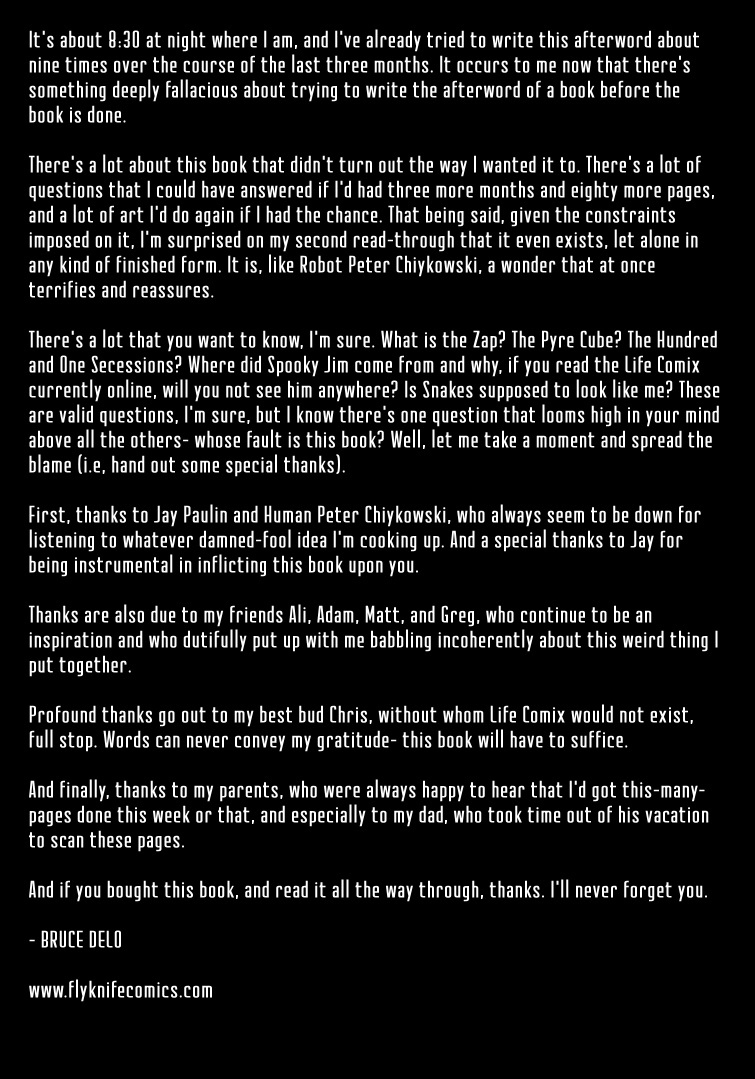 It's about 8:30 at night where I am, and I've already tried to write this afterword about
nine times over the course of the last three months. It occurs to me now that there's
something deeply fallacious about trying to write the afterword of a book before the
book is done.
There's a lot about this book that didn't turn out the way I wanted it to. There's a lot of
questions that I could have answered if I'd had three more months and eighty more pages,
and a lot of art I'd do again if I had the chance. That being said, given the constraints
imposed on it, I'm surprised on my second read-through that it even exists, let alone in
any kind of finished form. It is, like Robot Peter Chiykowski, a wonder that at once
terrifies and reassures.
There's a lot that you want to know, I'm sure. What is the Zap? The Pyre Cube? The Hundred
and One Secessions? Where did Spooky Jim come from and why, if you read the Life Comix
currently online, will you not see him anywhere? Is Snakes supposed to look like me? These
are valid questions, I'm sure, but I know there's one question that looms high in your mind
above all the others- whose fault is this book? Well, let me take a moment and spread the
blame (i.e, hand out some special thanks).
First, thanks to Jay Paulin and Human Peter Chiykowski, who always seem to be down for
listening to whatever damned-fool idea I'm cooking up. And a special thanks to Jay for
being instrumental in inflicting this book upon you.
Thanks are also due to my friends Ali, Adam, Matt, and Greg, who continue to be an
inspiration and who dutifully put up with me babbling incoherently about this weird thing I
put together.
Profound thanks go out to my best bud Chris, without whom Life Comix would not exist,
full stop. Words can never convey my gratitude- this book will have to suffice.
And finally, thanks to my parents, who were always happy to hear that I'd got this-many-
pages done this week or that, and especially to my dad, who took time out of his vacation
to scan these pages.
And if you bought this book, and read it all the way through, thanks. I'll never forget you.
- BRUCE DELO
www.flyknifecomics.com